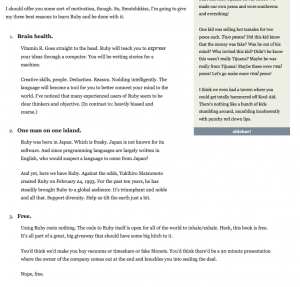 I should offer you some sort of motivation, though. So, Smotchkkiss, I'm going to give
my three best reasons to learn Ruby and be done with it.
1. Brain health.
Vitamin R. Goes straight to the head. Ruby will teach you to express
your ideas through a computer. You will be writing stories for a
machine.
Creative skills, people. Deduction. Reason. Nodding intelligently. The
language will become a tool for you to better connect your mind to the
world. I've noticed that many experienced users of Ruby seem to be
clear thinkers and objective. (In contrast to: heavily biased and
coarse.)
2. One man on one island.
Ruby was born in Japan. Which is freaky. Japan is not known for its
software. And since programming languages are largely written in
English, who would suspect a language to come from Japan?
And yet, here we have Ruby. Against the odds, Yukihiro Matsumoto
created Ruby on February 24, 1993. For the past ten years, he has
steadily brought Ruby to a global audience. It's triumphant and noble
and all that. Support diversity. Help us tilt the earth just a bit.
3. Free.
Using Ruby costs nothing. The code to Ruby itself is open for all of the world to inhale/exhale. Heck, this book is free.
It's all part of a great, big giveaway that should have some big hitch to it.
You'd think we'd make you buy vacuums or timeshare or fake Monets. You'd think there'd be a 90 minute presentation
where the owner of the company comes out at the end and knuckles you into sealing the deal.
Nope, free.
made our own peace and wore sombreros
and everything!
One kid was selling hot tamales for two
peace each. Two peace! Did this kid know
that the money was fake? Was he out of his
mind? Who invited the kid? Didn't he know
this wasn't really Tijuana? Maybe he was
really from Tijuana! Maybe these were real
peace! Let's go make more real peace!
I think we even had a tavern where you
could get totally hammered off Kool-Aid.
There's nothing like a bunch of kids
stumbling around, mumbling incoherently
with punchy red clown lips.
sidebar!